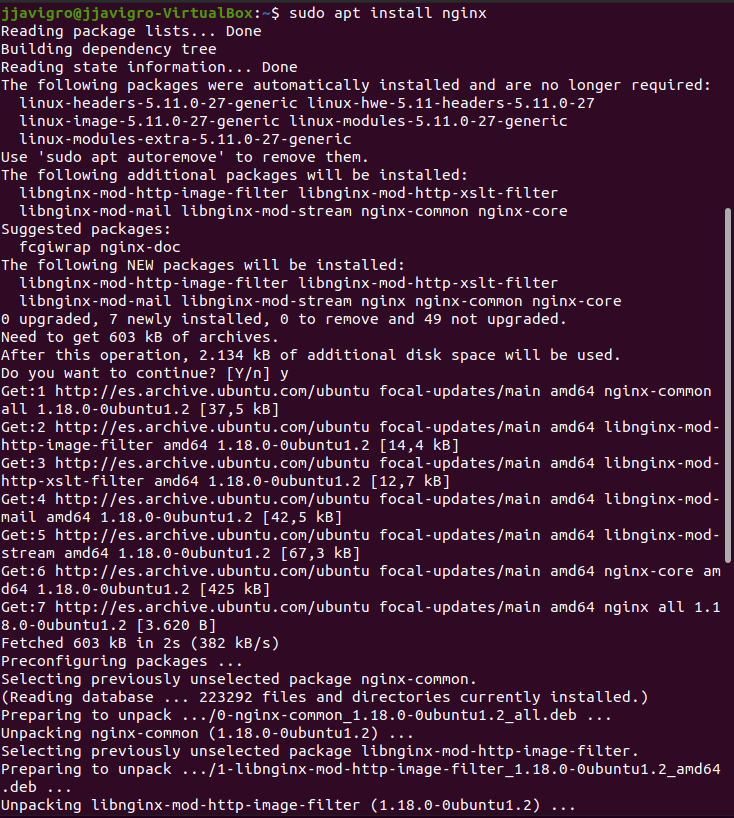 jjavigro@jjavigro-VirtualBox:~$ sudo apt install nginx
Reading package lists... Done
Building dependency tree
Reading state information... Done
The following packages were automatically installed and are no longer required:
  linux-headers-5.11.0-27-generic linux-hwe-5.11-headers-5.11.0-27
  linux-image-5.11.0-27-generic linux-modules-5.11.0-27-generic
  linux-modules-extra-5.11.0-27-generic
Use 'sudo apt autoremove' to remove them.
The following additional packages will be installed:
  libnginx-mod-http-image-filter libnginx-mod-http-xslt-filter
  libnginx-mod-mail libnginx-mod-stream nginx-common nginx-core
Suggested packages:
  fcgiwrap nginx-doc
The following NEW packages will be installed:
  libnginx-mod-http-image-filter libnginx-mod-http-xslt-filter
  libnginx-mod-mail libnginx-mod-stream nginx nginx-common nginx-core
0 upgraded, 7 newly installed, 0 to remove and 49 not upgraded.
Need to get 603 kB of archives.
After this operation, 2.134 kB of additional disk space will be used.
Do you want to continue? [Y/n] y
Get:1 http://es.archive.ubuntu.com/ubuntu focal-updates/main amd64 nginx-common
all 1.18.0-0ubuntu1.2 [37,5 kB]
Get:2 http://es.archive.ubuntu.com/ubuntu focal-updates/main amd64 libnginx-mod-
http-image-filter amd64 1.18.0-0ubuntu1.2 [14,4 kB]
Get:3 http://es.archive.ubuntu.com/ubuntu focal-updates/main amd64 libnginx-mod-
http-xslt-filter amd64 1.18.0-0ubuntu1.2 [12,7 kB]
Get:4 http://es.archive.ubuntu.com/ubuntu focal-updates/main amd64 libnginx-mod-
mail amd64 1.18.0-0ubuntu1.2 [42,5 kB]
Get:5 http://es.archive.ubuntu.com/ubuntu focal-updates/main amd64 libnginx-mod-
stream amd64 1.18.0-0ubuntu1.2 [67,3 kB]
Get:6 http://es.archive.ubuntu.com/ubuntu focal-updates/main amd64 nginx-core am
d64 1.18.0-0ubuntu1.2 [425 kB]
Get:7 http://es.archive.ubuntu.com/ubuntu focal-updates/main amd64 nginx all 1.1
8.0-0ubuntu1.2 [3.620 B]
Fetched 603 kB in 2s (382 kB/s)
Preconfiguring packages ...
Selecting previously unselected package nginx-common.
(Reading database ... 223292 files and directories currently installed.)
Preparing to unpack .../0-nginx-common_1.18.0-0ubuntu1.2_all.deb ...
Unpacking nginx-common (1.18.0-0ubuntu1.2) ...
Selecting previously unselected package libnginx-mod-http-image-filter.
Preparing to unpack .../1-libnginx-mod-http-image-filter_1.18.0-0ubuntu1.2_amd64
.deb ...
Unpacking libnginx-mod-http-image-filter (1.18.0-0ubuntu1.2) ...